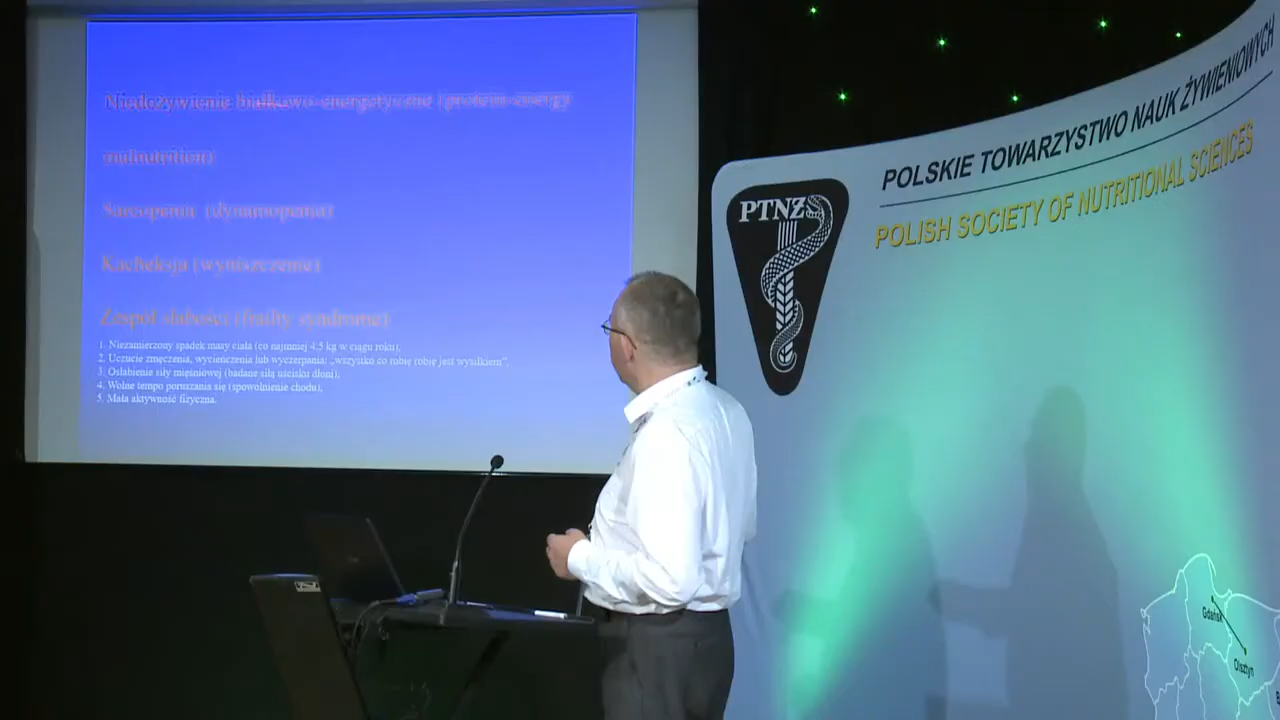 Niedożywienie białkowo-energetyczne (protein-energy
malnutrition)
Sarcopenia (dynamopenia)
Kacheksja (wyniszczenie)
Zespół słabości (frailty syndrome)
1. Niezamierzony spadek masy ciała (co najmniej 4,5 kg w ciągu roku),
2. Uczucie zmęczenia, wycieńczenia lub wyczerpania: „wszystko co robię robię jest wysiłkiem”,
3. Osłabienie siły mięśniowej (badane siłą uścisku dłoni),
4. Wolne tempo poruszania się (spowolnienie chodu),
5. Mała aktywność fizyczna.
POLSKIE TOWARZYSTWO NAUK ŻYWIENIOWYCH
POLISH SOCIETY OF NUTRITIONAL SCIENCES
PTNŻ
Gdańsk
Olsztyn